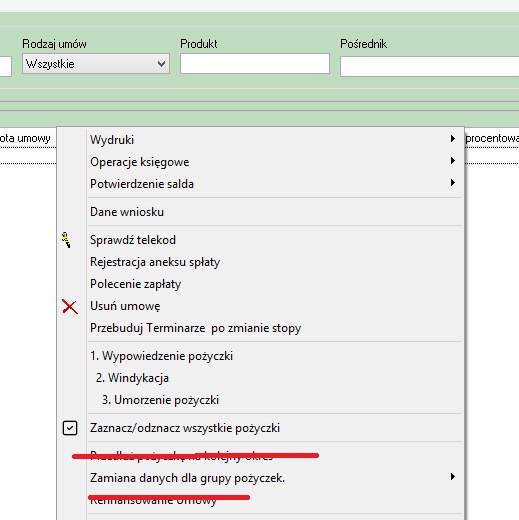 Rodzaj umów Produkt Pośrednik
Wszystkie
ota umowy procentowa
Wydruki
Operacje księgowe
Potwierdzenie salda
Dane wniosku
Sprawdź telekod
Rejestracja aneksu spłaty
Polecenie zapłaty
Usuń umowę
Przebuduj Terminarze po zmianie stopy
1. Wypowiedzenie pożyczki
2. Windykacja
3. Umorzenie pożyczki
Zaznacz/odznacz wszystkie pożyczki
Przedłuż pożyczkę na kolejny okres
Zamiana danych dla grupy pożyczek.
Refinansowanie Umowy